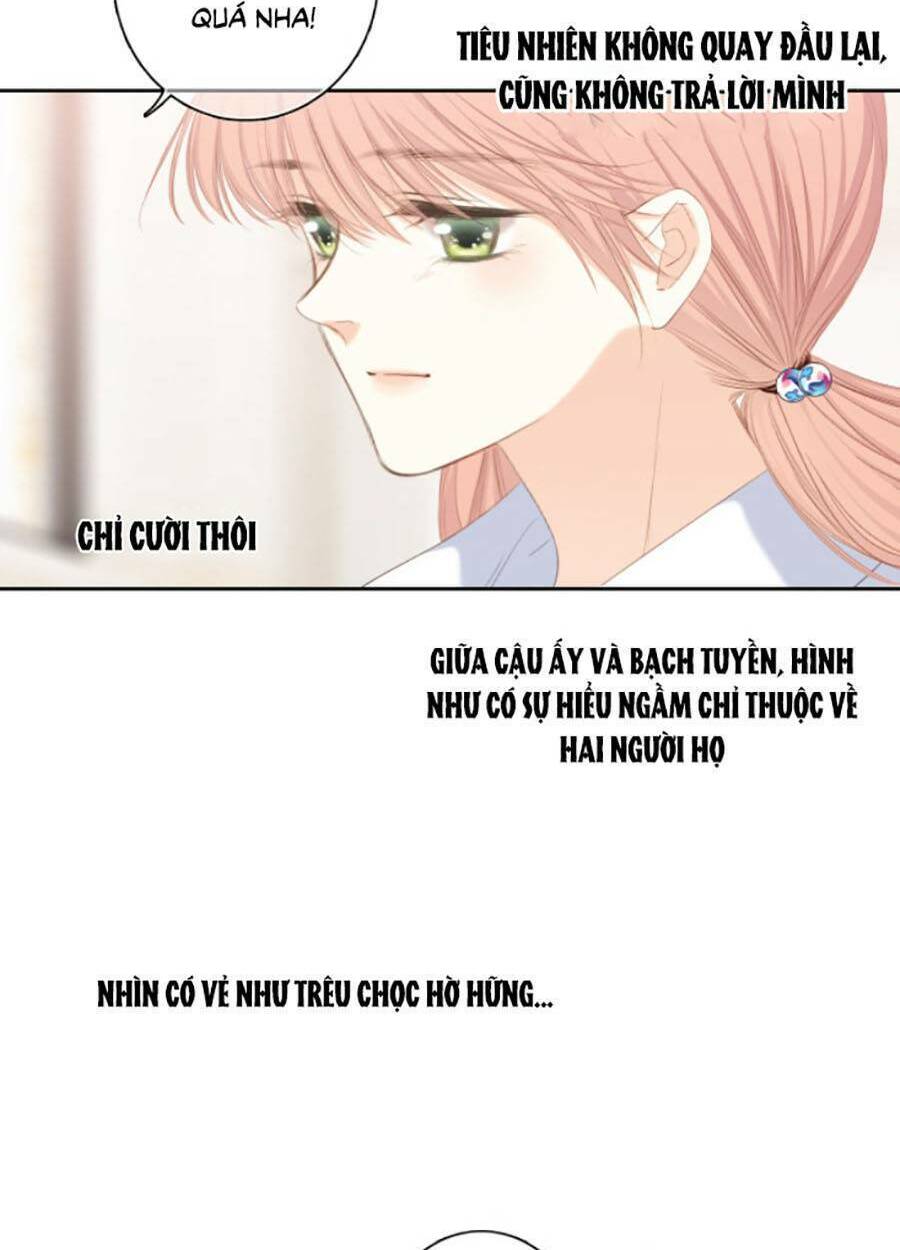 QUÁ NHA!
TIÊU NHIÊN KHÔNG QUAY ĐẦU LẠI,
CŨNG KHÔNG TRẢ LỜI MÌNH
CHỈ CƯỜI THÔI
GIỮA CẬU ẤY VÀ BẠCH TUYỀN, HÌNH
NHƯ CÓ SỰ HIỂU NGẦM CHỈ THUỘC VỀ
HAI NGƯỜI HỌ
NHÌN CÓ VẺ NHƯ TRÊU CHỌC HỜ HỮNG...